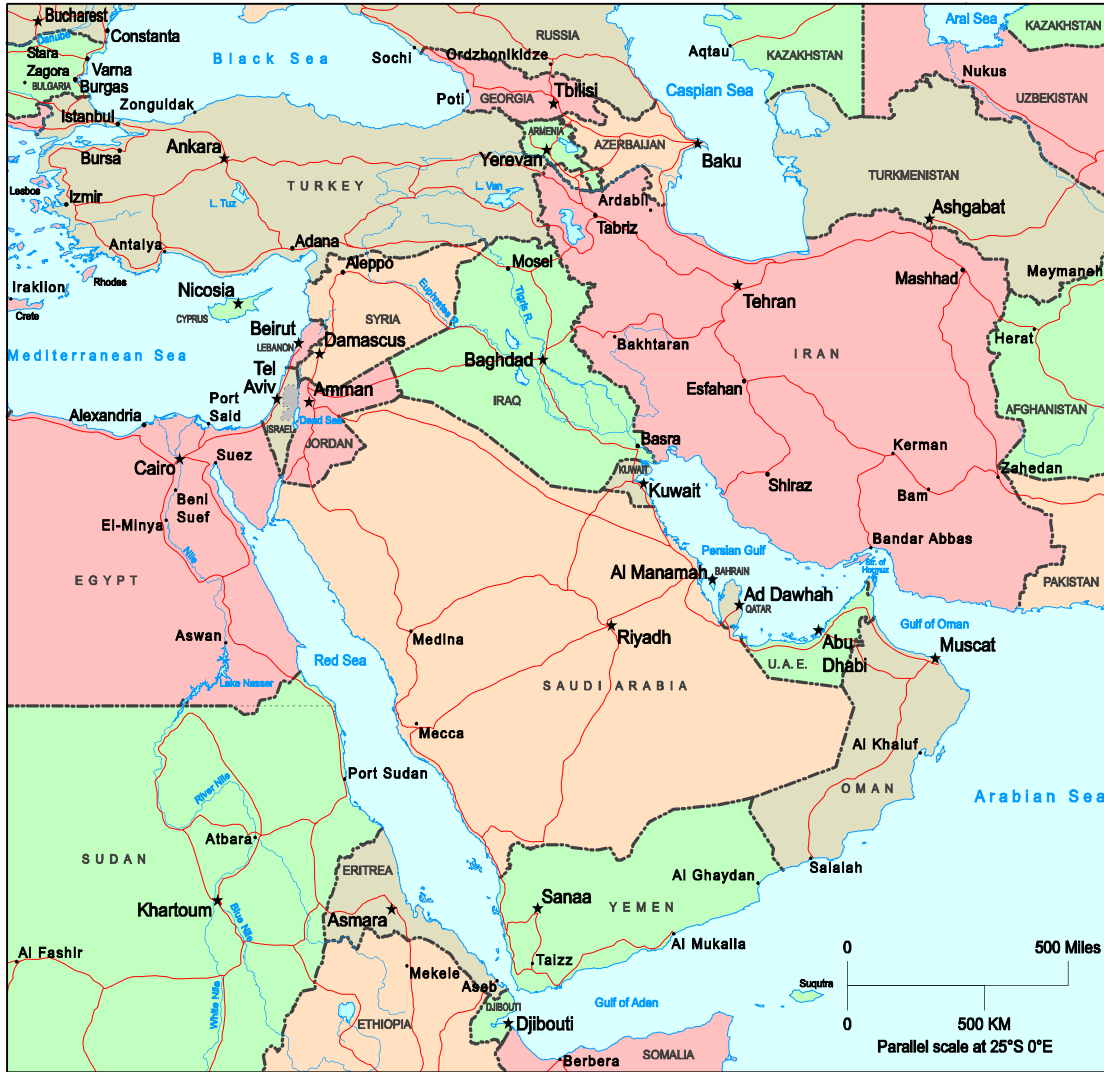 Bucharest
Danube
Constanta
Stara
Zagora
BULGARIA
Varna
Burgas
Black Sea
Sochi
RUSSIA
Ordzhonikidze
Aqtau
KAZAKHSTAN
Aral Sea
KAZAKHSTAN
Nukus
UZBEKISTAN
Caspian Sea
Zonguldak
Istanbul
Poti
GEORGIA
Tbilisi
ARMENIA
Yerevan
AZERBAIJAN
Baku
Bursa
Ankara
TURKEY
L. Van
L. Tuz
Lesbos
Izmir
Ardabil
Tabriz
TURKMENISTAN
Ashgabat
Antalya
Adana
Mosul
Mashhad
Meymaneh
Iraklion
Crete
Rhodes
Nicosia
CYPRUS
Aleppo
Euphrates R.
Tigris R.
SYRIA
Tehran
Herat
Mediterranean Sea
Beirut
LEBANON
Damascus
Baghdad
Bakhtaran
IRAN
Tel
Aviv
Amman
IRAQ
Esfahan
AFGHANISTAN
Alexandria
Port
Said
ISRAEL
Dead Sea
JORDAN
Basra
Kerman
Cairo
Suez
KUWAIT
Kuwait
Shiraz
Bam
Zahedan
Beni
Suef
El-Minya
Nile
Bandar Abbas
Persian Gulf
Str. of
Hormuz
EGYPT
Al Manamah
BAHRAIN
PAKISTAN
Ad Dawhah
QATAR
Aswan
Medina
Riyadh
Abu
Dhabi
Gulf of Oman
Muscat
Red Sea
U.A.E.
Lake Nasser
SAUDI ARABIA
Mecca
Al Khaluf
Port Sudan
River Nile
OMAN
Arabian Sea
Atbara
SUDAN
ERITREA
Salalah
Al Ghaydan
Khartoum
Asmara
Sanaa
YEMEN
Blue Nile
Al Mukalla
Al Fashir
Mekele
Taizz
Aseb
0 500 Miles
Suqutra
White Nile
DJIBOUTI
Gulf of Aden
Djibouti
ETHIOPIA
0 500 KM
Parallel scale at 25°S 0°E
Berbera
SOMALIA